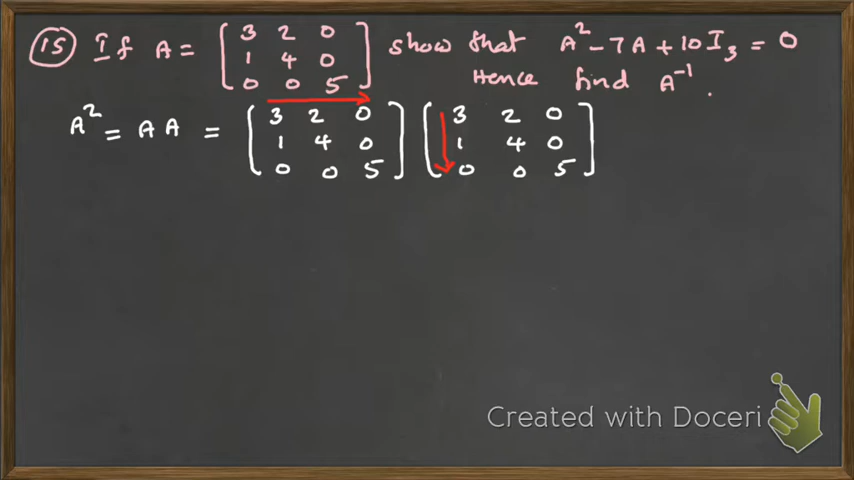 15 If A = [ 3 2 0 show that A² - 7A + 10I₃ = 0
1 4 0
0 0 5 ] Hence find A⁻¹.
A² = AA = [ 3 2 0 ] [ 3 2 0 ]
1 4 0 1 4 0
0 0 5 0 0 5
Created with Doceri